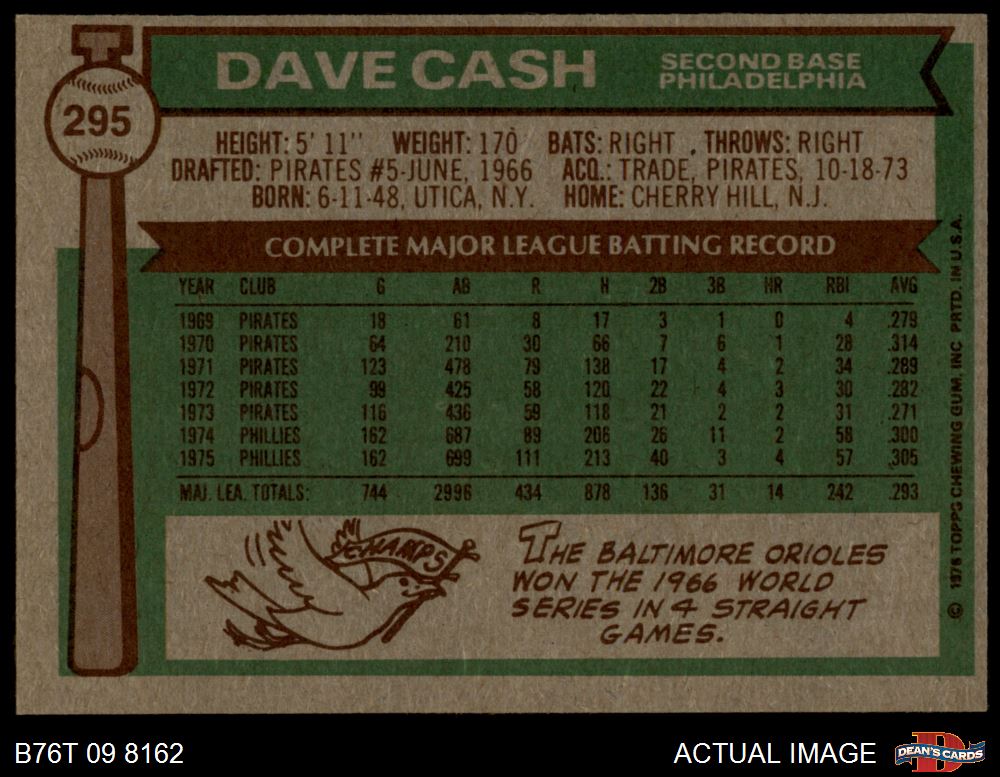 DAVE CASH
SECOND BASE
PHILADELPHIA
295
HEIGHT: 5' 11'' WEIGHT: 170 BATS: RIGHT THROWS: RIGHT
DRAFTED: PIRATES #5-JUNE, 1966 ACQ.: TRADE, PIRATES, 10-18-73
BORN: 6-11-48, UTICA, N.Y. HOME: CHERRY HILL, N.J.
COMPLETE MAJOR LEAGUE BATTING RECORD
YEAR CLUB G AB R H 2B 3B HR RBI AVG
1969 PIRATES 18 61 8 17 3 1 0 4 .279
1970 PIRATES 64 210 30 66 7 6 1 28 .314
1971 PIRATES 123 478 79 138 17 4 2 34 .289
1972 PIRATES 99 425 58 120 22 4 3 30 .282
1973 PIRATES 116 436 59 118 21 2 2 31 .271
1974 PHILLIES 162 687 89 206 26 11 2 58 .300
1975 PHILLIES 162 699 111 213 40 3 4 57 .305
MAJ. LEA. TOTALS: 744 2996 434 878 136 31 14 242 .293
CHAMPS
THE BALTIMORE ORIOLES
WON THE 1966 WORLD
SERIES IN 4 STRAIGHT
GAMES.
© 1976 TOPPS CHEWING GUM, INC. PRTD. IN U.S.A.
B76T 09 8162
ACTUAL IMAGE
DEAN'S CARDS